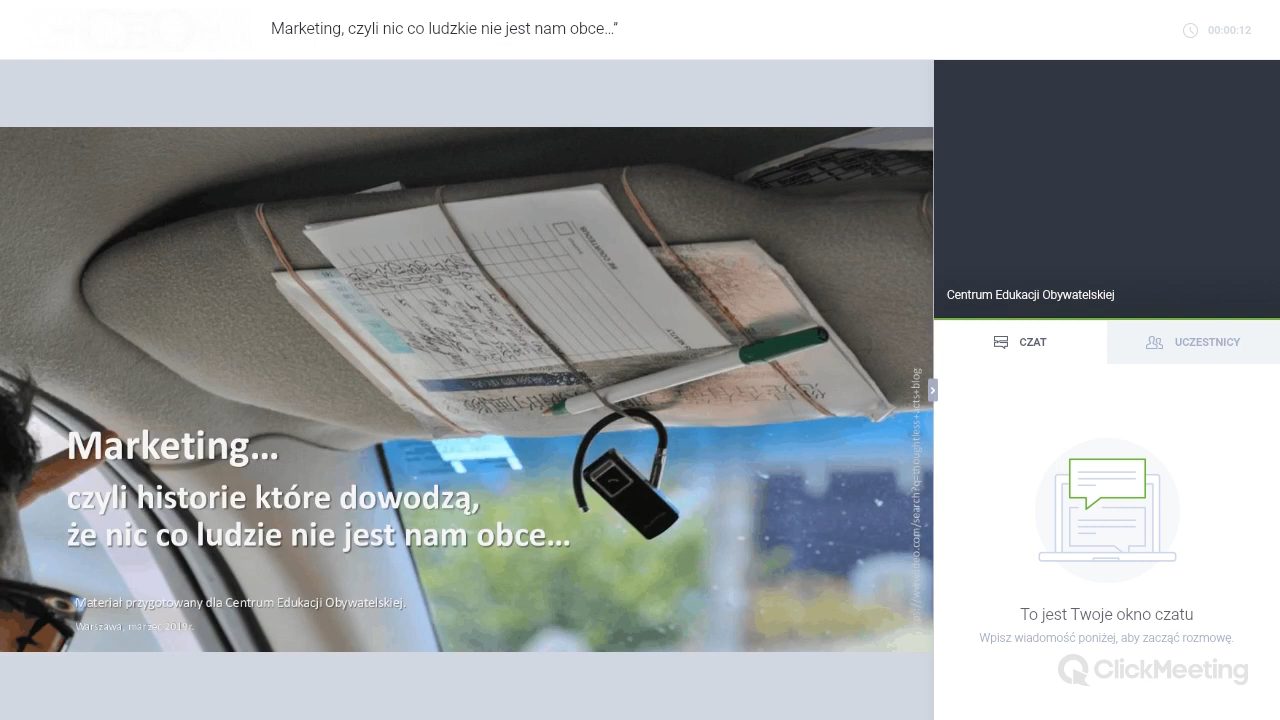 Marketing, czyli nic co ludzkie nie jest nam obce..."
00:00:12
Marketing...
czyli historie które dowodzą,
że nic co ludzie nie jest nam obce...
Materiał przygotowany dla Centrum Edukacji Obywatelskiej.
Warszawa, marzec 2019r.
Centrum Edukacji Obywatelskiej
CZAT
UCZESTNICY
To jest Twoje okno czatu
Wpisz wiadomość poniżej, aby zacząć rozmowę.
ClickMeeting